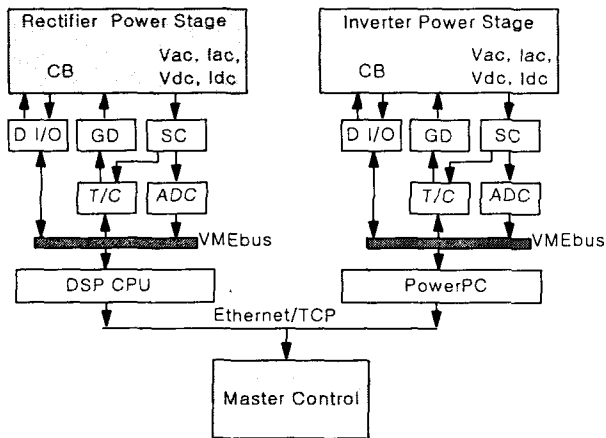 Rectifier Power Stage
Inverter Power Stage
CB
Vac, Iac,
Vdc, Idc
CB
Vac, Iac,
Vdc, Idc
D I/O
GD
SC
D I/O
GD
SC
T/C
ADC
T/C
ADC
VMEbus
VMEbus
DSP CPU
PowerPC
Ethernet/TCP
Master Control